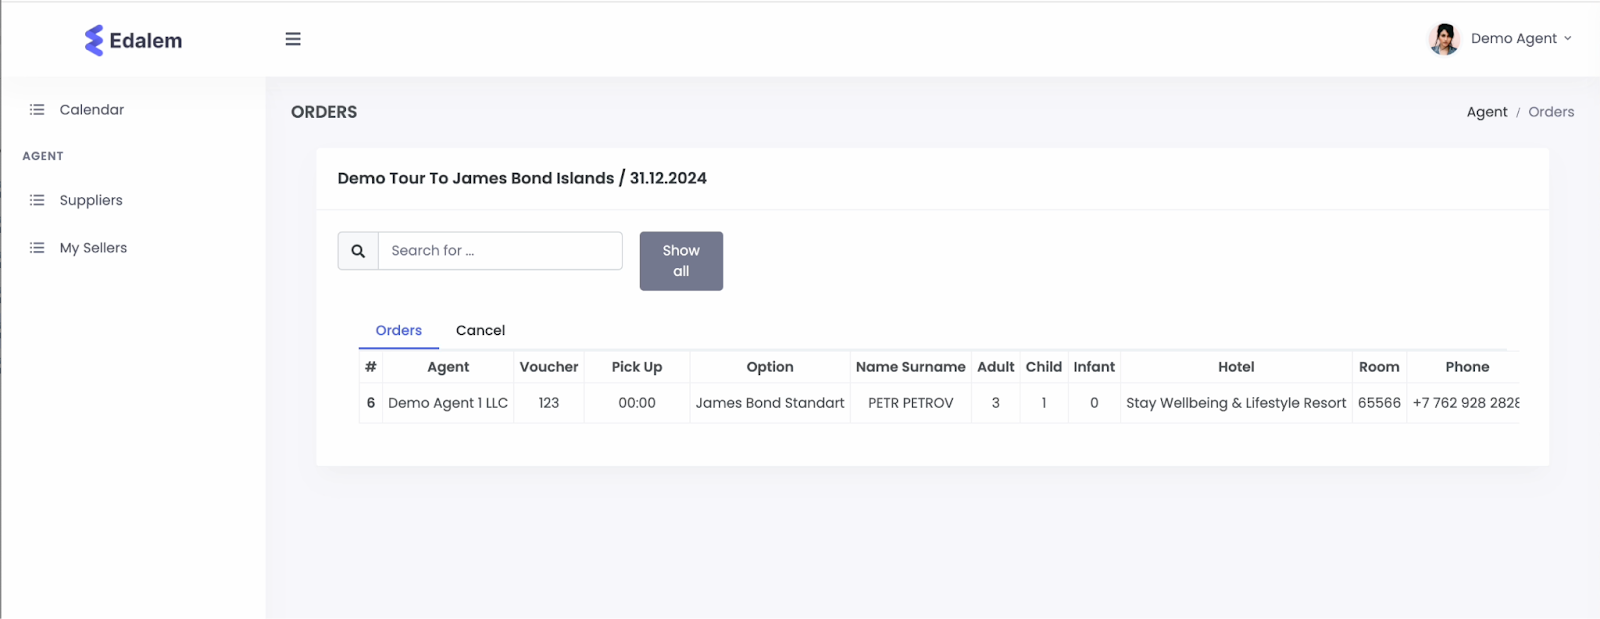 Edalem
Demo Agent
Calendar
AGENT
Suppliers
My Sellers
ORDERS
Agent / Orders
Demo Tour To James Bond Islands / 31.12.2024
Search for ...
Show
all
Orders Cancel
# Agent Voucher Pick Up Option Name Surname Adult Child Infant Hotel Room Phone
6 Demo Agent 1 LLC 123 00:00 James Bond Standart PETR PETROV 3 1 0 Stay Wellbeing & Lifestyle Resort 65566 +7 762 928 2828